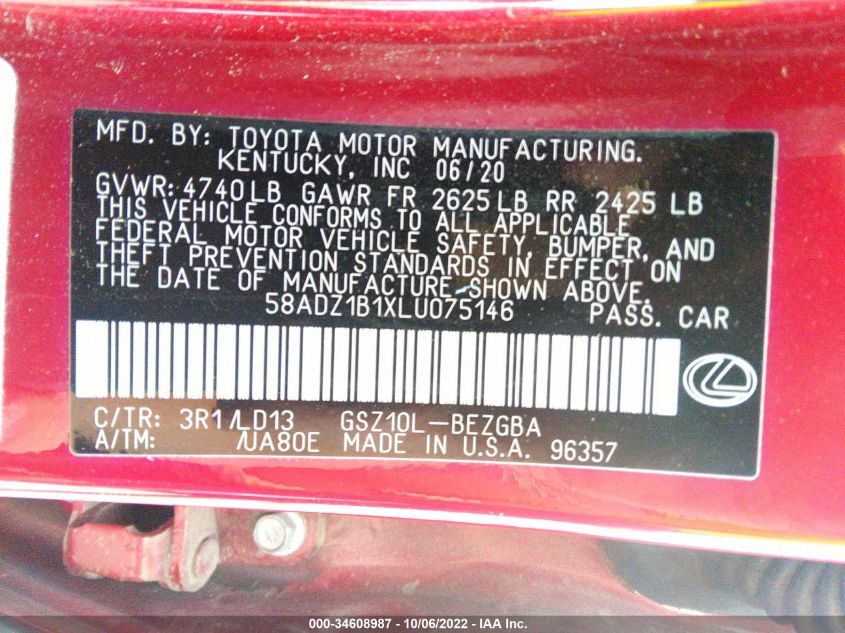 MFD. BY: TOYOTA MOTOR MANUFACTURING.
KENTUCKY, INC 06/20
GVWR: 4740LB GAWR FR 2625LB RR 2425 LB
THIS VEHICLE CONFORMS TO ALL APPLICABLE
FEDERAL MOTOR VEHICLE SAFETY, BUMPER, AND
THEFT PREVENTION STANDARDS IN EFFECT ON
THE DATE OF MANUFACTURE SHOWN ABOVE.
58ADZ1B1XLU075146 PASS. CAR
C/TR: 3R1/LD13 GSZ10L-BEZGBA
A/TM: /UA80E MADE IN U.S.A. 96357
000-34608987 - 10/06/2022 - IAA Inc.